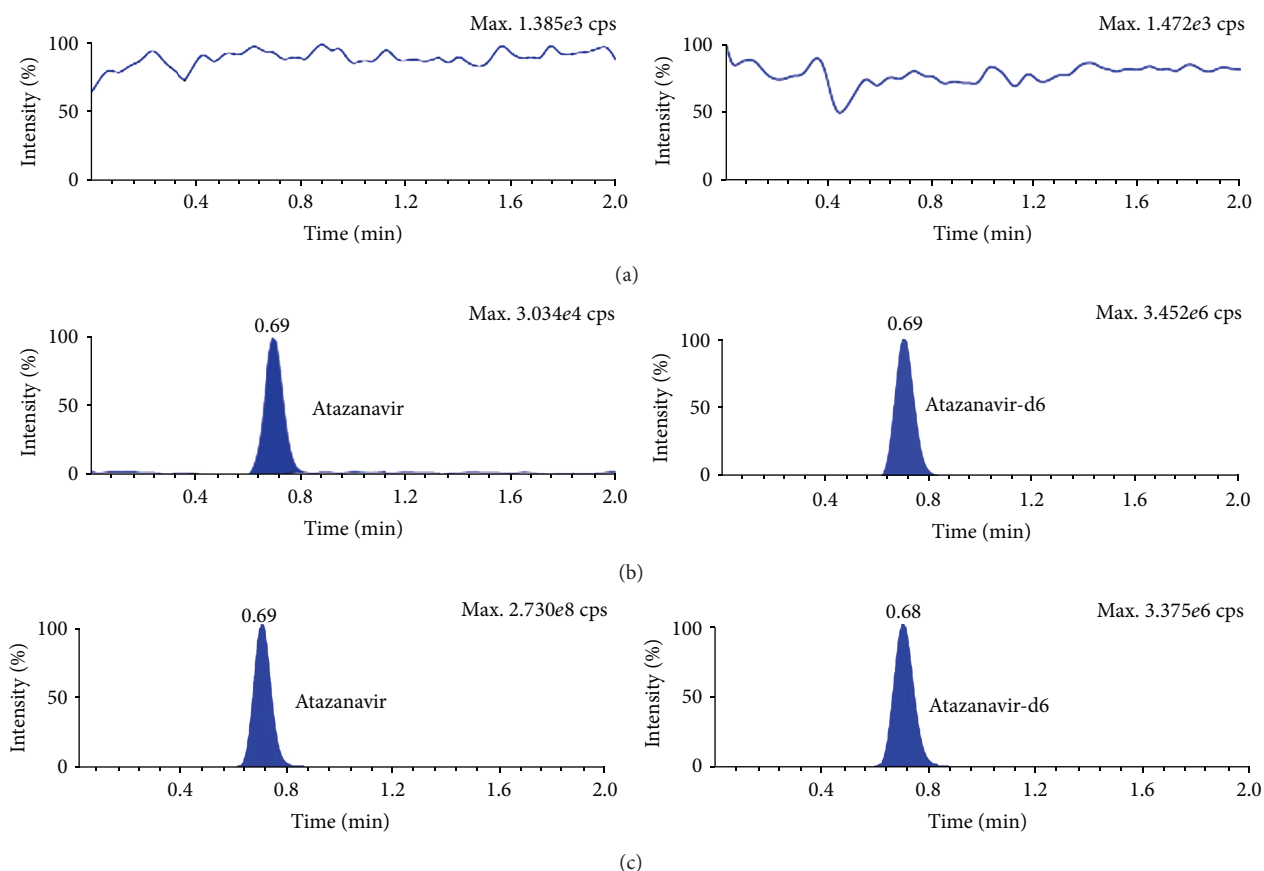 Max. 1.385e3 cps
Intensity (%)
100
50
0
0.4 0.8 1.2 1.6 2.0
Time (min)
Max. 1.472e3 cps
Intensity (%)
100
50
0
0.4 0.8 1.2 1.6 2.0
Time (min)
(a)
Max. 3.034e4 cps
0.69
Intensity (%)
100
50
0
Atazanavir
0.4 0.8 1.2 1.6 2.0
Time (min)
Max. 3.452e6 cps
0.69
Intensity (%)
100
50
0
Atazanavir-d6
0.4 0.8 1.2 1.6 2.0
Time (min)
(b)
Max. 2.730e8 cps
0.69
Intensity (%)
100
50
0
Atazanavir
0.4 0.8 1.2 1.6 2.0
Time (min)
Max. 3.375e6 cps
0.68
Intensity (%)
100
50
0
Atazanavir-d6
0.4 0.8 1.2 1.6 2.0
Time (min)
(c)